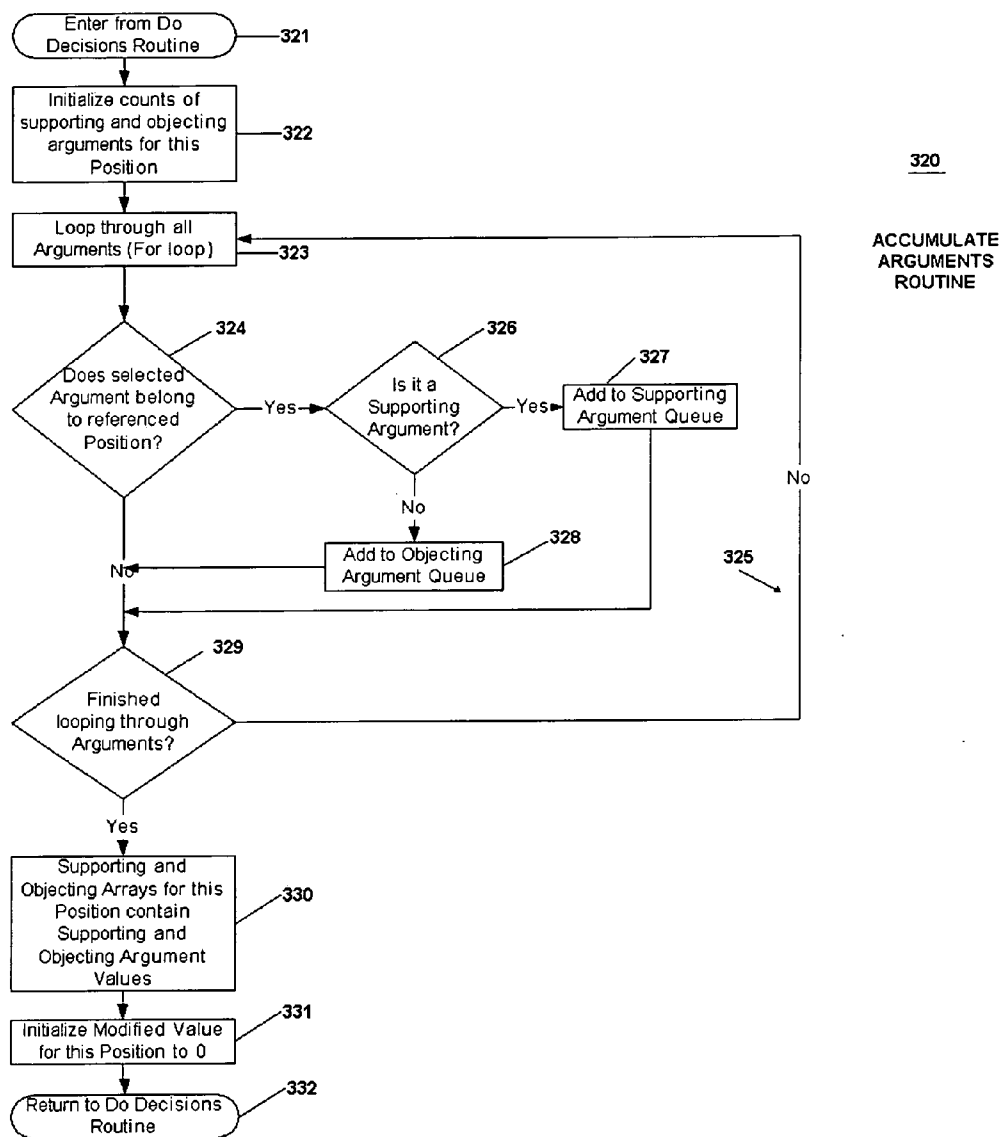 Enter from Do
Decisions Routine
321
Initialize counts of
supporting and objecting
arguments for this
Position
322
320
ACCUMULATE
ARGUMENTS
ROUTINE
Loop through all
Arguments (For loop)
323
324
Does selected
Argument belong
to referenced
Position?
Yes
326
Is it a
Supporting
Argument?
Yes
327
Add to Supporting
Argument Queue
No
No
328
Add to Objecting
Argument Queue
No
325
329
Finished
looping through
Arguments?
Yes
Supporting and
Objecting Arrays for this
Position contain
Supporting and
Objecting Argument
Values
330
Initialize Modified Value
for this Position to 0
331
Return to Do Decisions
Routine
332